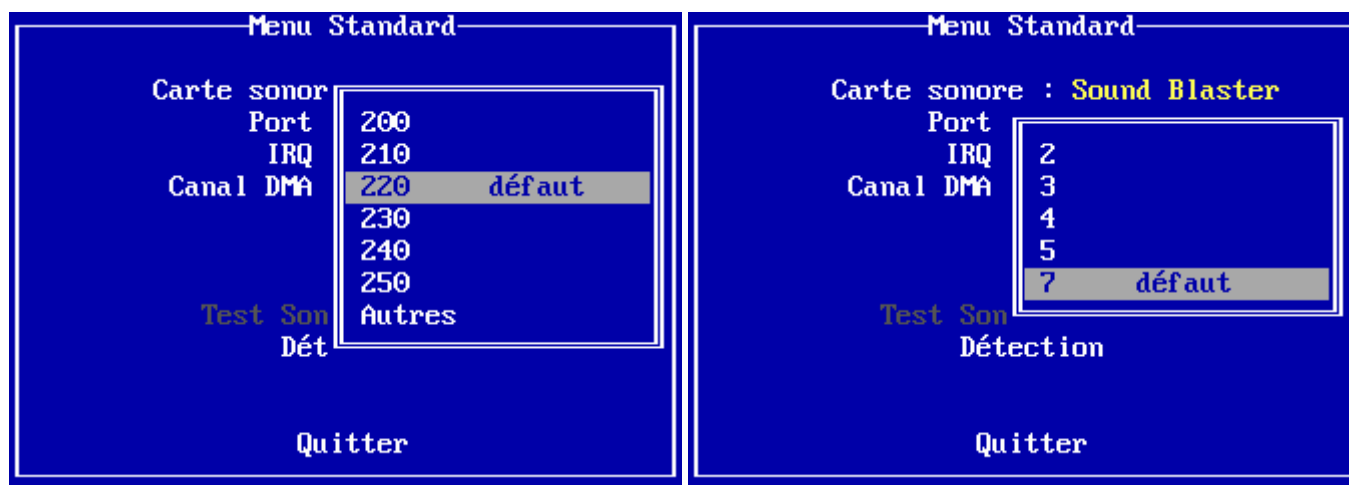 Menu Standard
Carte sonor
Port
IRQ
Canal DMA
200
210
220 défaut
230
240
250
Autres
Test Son
Dét
Quitter
Menu Standard
Carte sonore : Sound Blaster
Port
IRQ
Canal DMA
2
3
4
5
7 défaut
Test Son
Détection
Quitter